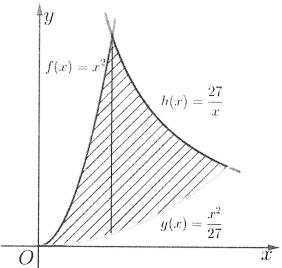 y
f(x) = x²
h(x) = 27/x
g(x) = x²/27
O
x